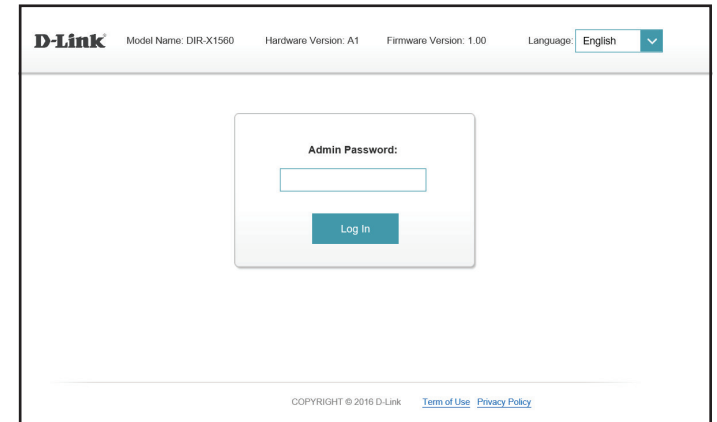 D-Link Model Name: DIR-X1560 Hardware Version: A1 Firmware Version: 1.00 Language: English
Admin Password:
Log In
COPYRIGHT © 2016 D-Link Term of Use Privacy Policy